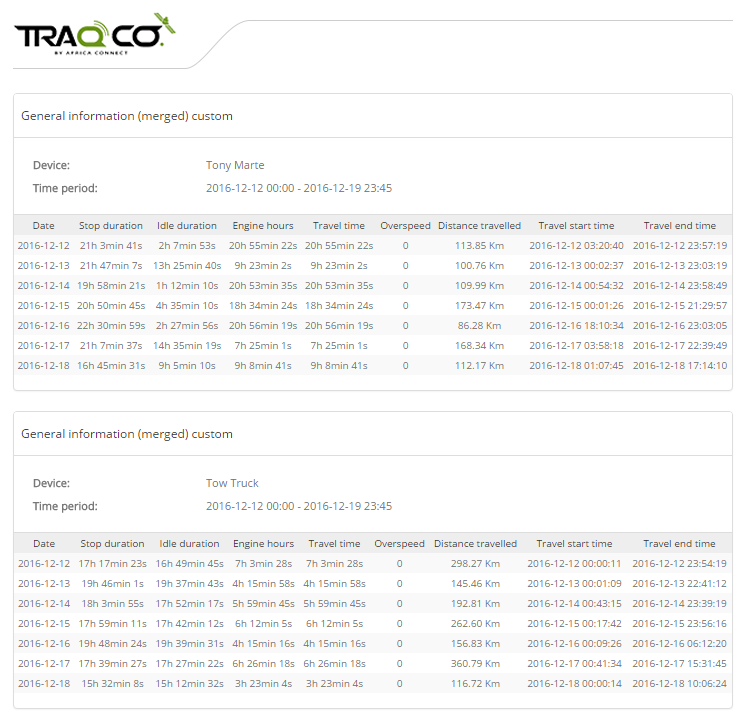 TRAQCO.
BY AFRICA CONNECT
General information (merged) custom
Device: Tony Marte
Time period: 2016-12-12 00:00 - 2016-12-19 23:45
Date Stop duration Idle duration Engine hours Travel time Overspeed Distance travelled Travel start time Travel end time
2016-12-12 21h 3min 41s 2h 7min 53s 20h 55min 22s 20h 55min 22s 0 113.85 Km 2016-12-12 03:20:40 2016-12-12 23:57:19
2016-12-13 21h 47min 7s 13h 25min 40s 9h 23min 2s 9h 23min 2s 0 100.76 Km 2016-12-13 00:02:37 2016-12-13 23:03:19
2016-12-14 19h 58min 21s 1h 12min 10s 20h 53min 35s 20h 53min 35s 0 109.99 Km 2016-12-14 00:54:32 2016-12-14 23:58:49
2016-12-15 20h 50min 45s 4h 35min 10s 18h 34min 24s 18h 34min 24s 0 173.47 Km 2016-12-15 00:01:26 2016-12-15 21:29:57
2016-12-16 22h 30min 59s 2h 27min 56s 20h 56min 19s 20h 56min 19s 0 86.28 Km 2016-12-16 18:10:34 2016-12-16 23:03:05
2016-12-17 21h 7min 37s 14h 35min 19s 7h 25min 1s 7h 25min 1s 0 168.34 Km 2016-12-17 03:58:18 2016-12-17 22:39:49
2016-12-18 16h 45min 31s 9h 5min 10s 9h 8min 41s 9h 8min 41s 0 112.17 Km 2016-12-18 01:07:45 2016-12-18 17:14:10
General information (merged) custom
Device: Tow Truck
Time period: 2016-12-12 00:00 - 2016-12-19 23:45
Date Stop duration Idle duration Engine hours Travel time Overspeed Distance travelled Travel start time Travel end time
2016-12-12 17h 17min 23s 16h 49min 45s 7h 3min 28s 7h 3min 28s 0 298.27 Km 2016-12-12 00:00:11 2016-12-12 23:54:19
2016-12-13 19h 46min 1s 19h 37min 43s 4h 15min 58s 4h 15min 58s 0 145.46 Km 2016-12-13 00:01:09 2016-12-13 22:41:12
2016-12-14 18h 3min 55s 17h 52min 17s 5h 59min 45s 5h 59min 45s 0 192.81 Km 2016-12-14 00:43:15 2016-12-14 23:39:19
2016-12-15 17h 59min 11s 17h 42min 12s 6h 12min 5s 6h 12min 5s 0 262.60 Km 2016-12-15 00:17:42 2016-12-15 23:56:16
2016-12-16 19h 48min 24s 19h 39min 31s 4h 15min 16s 4h 15min 16s 0 156.83 Km 2016-12-16 00:09:26 2016-12-16 06:12:20
2016-12-17 17h 39min 27s 17h 27min 22s 6h 26min 18s 6h 26min 18s 0 360.79 Km 2016-12-17 00:41:34 2016-12-17 15:31:45
2016-12-18 15h 32min 8s 15h 12min 32s 3h 23min 4s 3h 23min 4s 0 116.72 Km 2016-12-18 00:00:14 2016-12-18 10:06:24